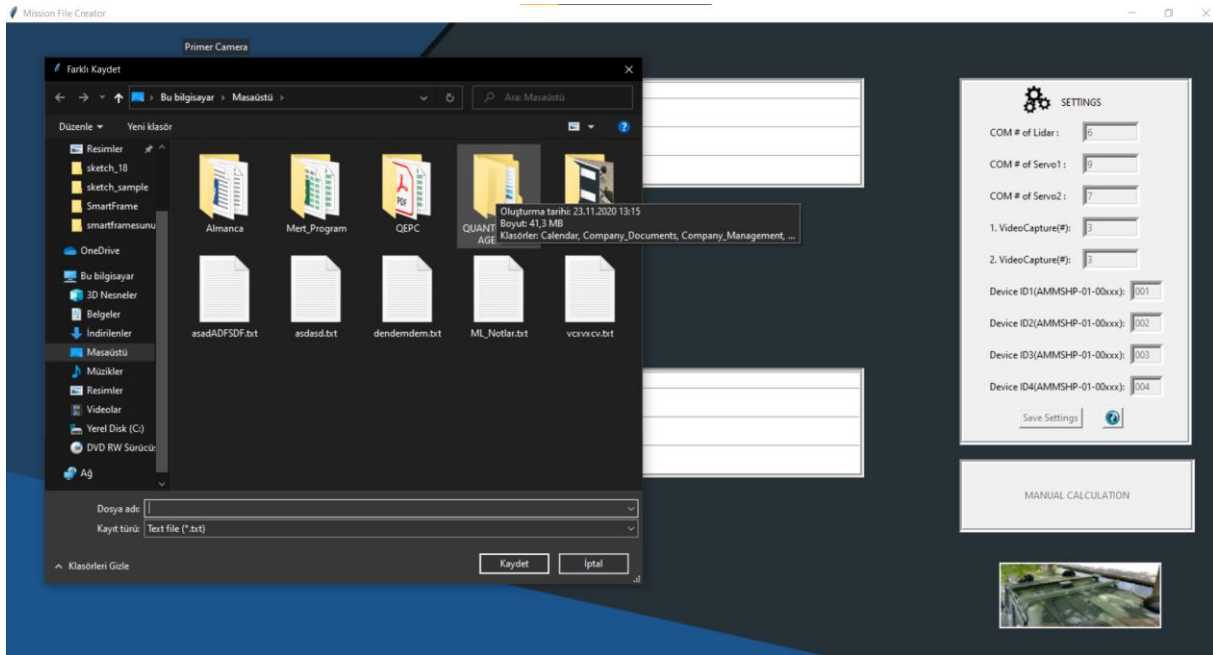 Mission File Creator
Primer Camera
Farklı Kaydet
Bu bilgisayar > Masaüstü >
Ara: Masaüstü
Düzenle
Yeni klasör
Resimler
sketch_18
sketch_sample
SmartFrame
smartframesunu
OneDrive
Bu bilgisayar
3D Nesneler
Belgeler
İndirilenler
Masaüstü
Müzikler
Resimler
Videolar
Yerel Disk (C:)
DVD RW Sürücüs
Ağ
Almanca
Mert_Program
PDF
QEPC
QUANT
AGE
Oluşturma tarihi: 23.11.2020 13:15
Boyut: 41,3 MB
Klasörler: Calendar, Company_Documents, Company_Management, ...
asadADFSDF.txt
asdasd.txt
dendemdem.txt
ML_Notlar.txt
vcxvxcv.txt
Dosya adı:
Kayıt türü: Text file (*.txt)
Klasörleri Gizle
Kaydet
İptal
SETTINGS
COM # of Lidar : 6
COM # of Servo1 : 9
COM # of Servo2 : 7
1. VideoCapture(#): 3
2. VideoCapture(#): 3
Device ID1(AMMSHP-01-00xxx): 001
Device ID2(AMMSHP-01-00xxx): 002
Device ID3(AMMSHP-01-00xxx): 003
Device ID4(AMMSHP-01-00xxx): 004
Save Settings
MANUAL CALCULATION